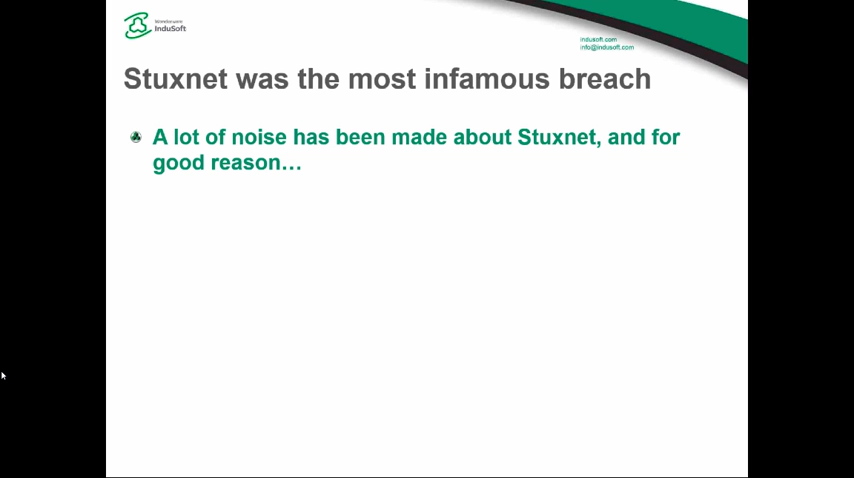 Wonderware
InduSoft
indusoft.com
info@indusoft.com
Stuxnet was the most infamous breach
A lot of noise has been made about Stuxnet, and for
good reason…